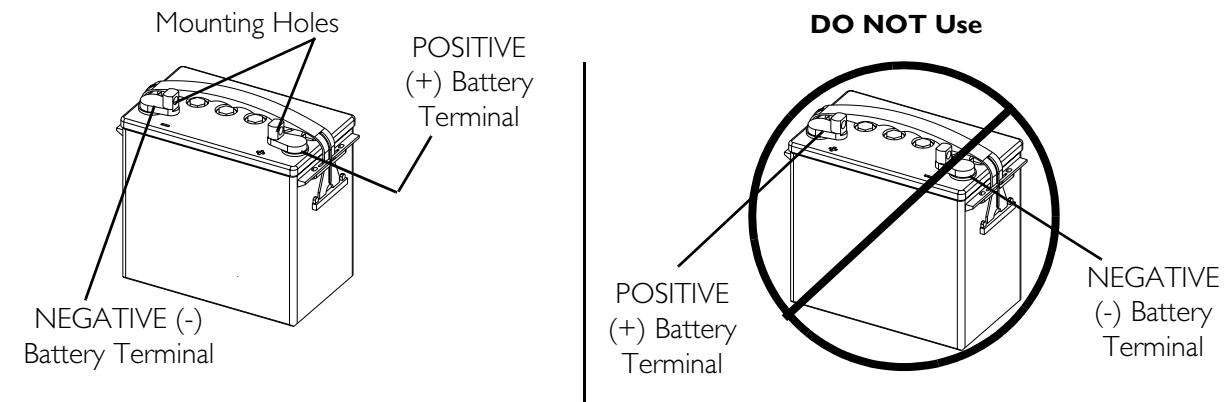 Mounting Holes
POSITIVE
(+) Battery
Terminal
NEGATIVE (-)
Battery Terminal
DO NOT Use
POSITIVE
(+) Battery
Terminal
NEGATIVE
(-) Battery
Terminal